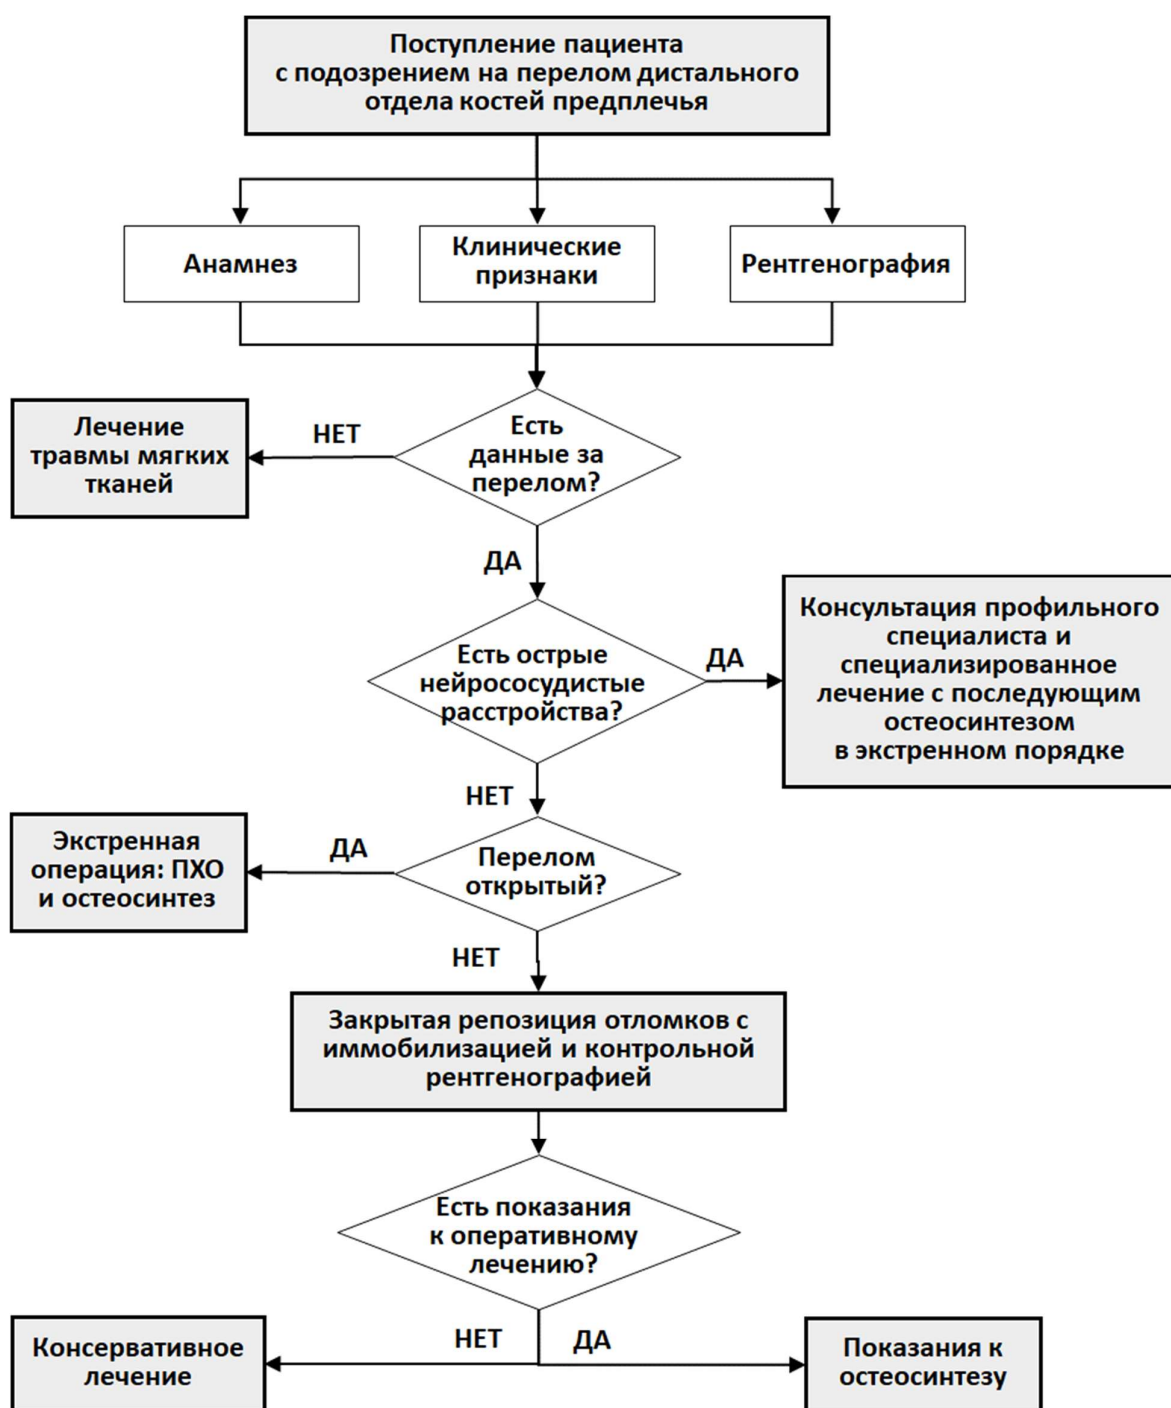 Поступление пациента
с подозрением на перелом дистального
отдела костей предплечья
Анамнез
Клинические
признаки
Рентгенография
Есть
данные за
перелом?
НЕТ
Лечение
травмы мягких
тканей
ДА
Есть острые
нейрососудистые
расстройства?
ДА
Консультация профильного
специалиста и
специализированное
лечение с последующим
остеосинтезом
в экстренном порядке
НЕТ
Перелом
открытый?
ДА
Экстренная
операция: ПХО
и остеосинтез
НЕТ
Закрытая репозиция отломков с
иммобилизацией и контрольной
рентгенографией
Есть показания
к оперативному
лечению?
НЕТ
ДА
Консервативное
лечение
Показания к
остеосинтезу